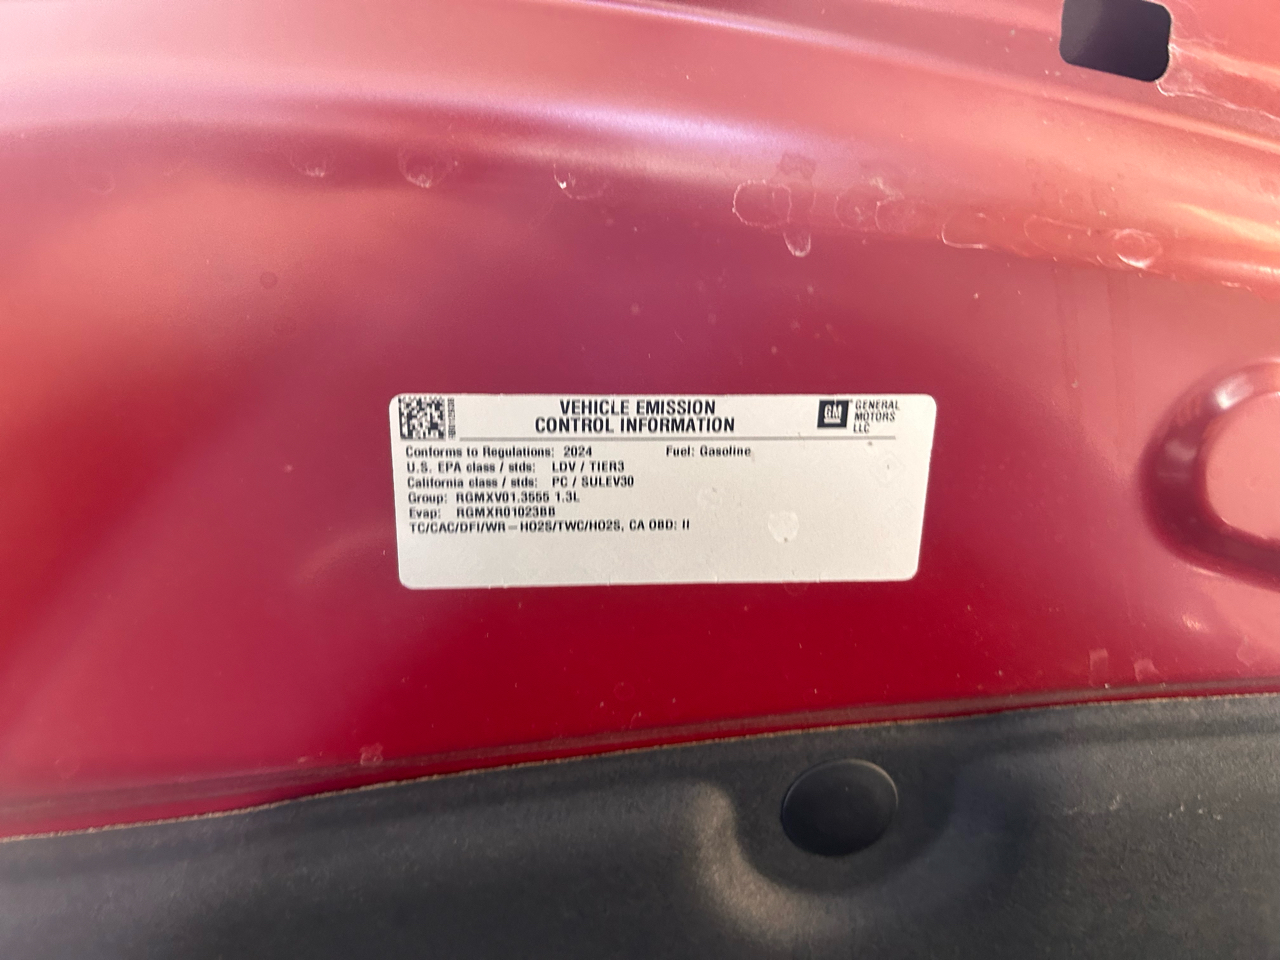 VEHICLE EMISSION
CONTROL INFORMATION
GM
GENERAL
MOTORS
LLC
Conforms to Regulations: 2024 Fuel: Gasoline
U.S. EPA class / stds: LDV / TIER3
California class / stds: PC / SULEV30
Group: RGMXV01.3555 1.3L
Evap: RGMXR0102388
TC/CAC/DFI/WR-HO2S/TWC/HO2S, CA OBD: II